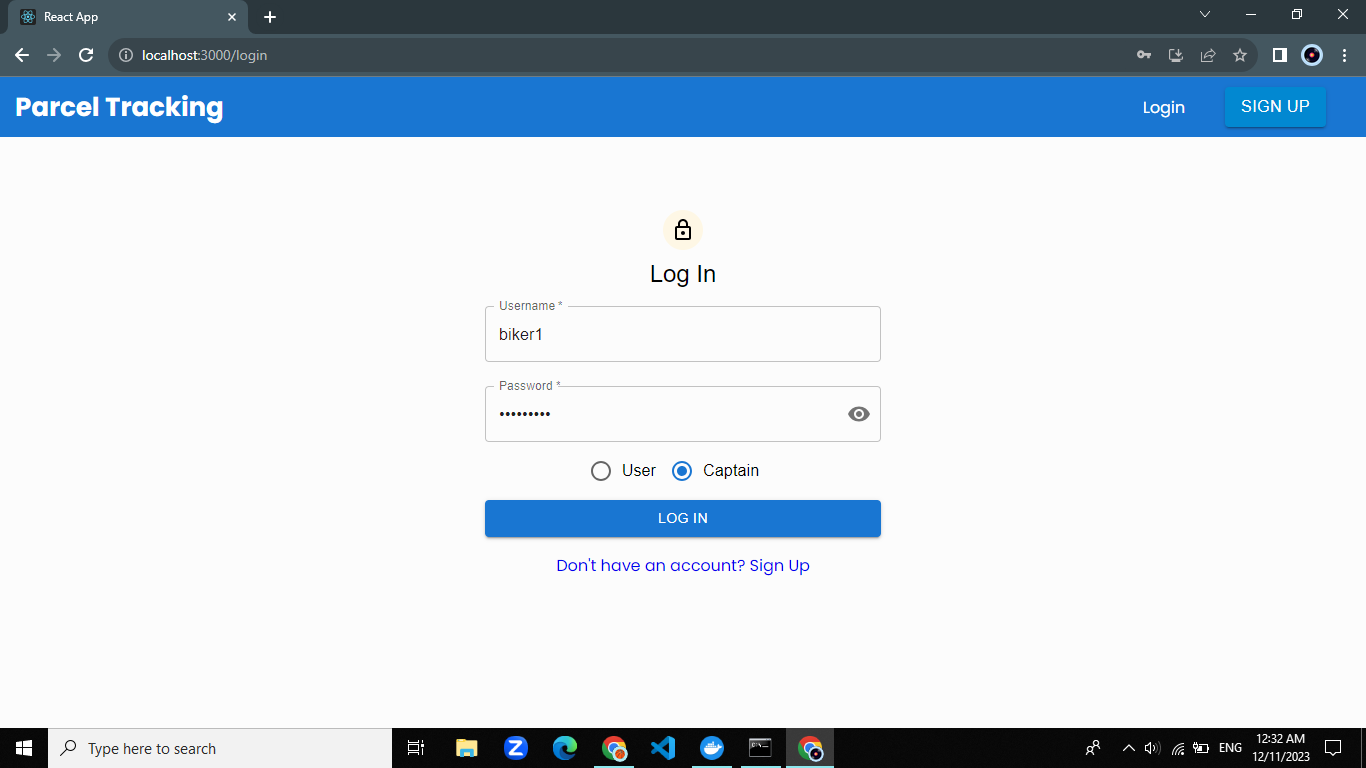 React App
localhost:3000/login
Parcel Tracking
Login
SIGN UP
Log In
Username *
biker1
Password *
•••••••••
User
Captain
LOG IN
Don't have an account? Sign Up
Type here to search
ENG
12:32 AM
12/11/2023